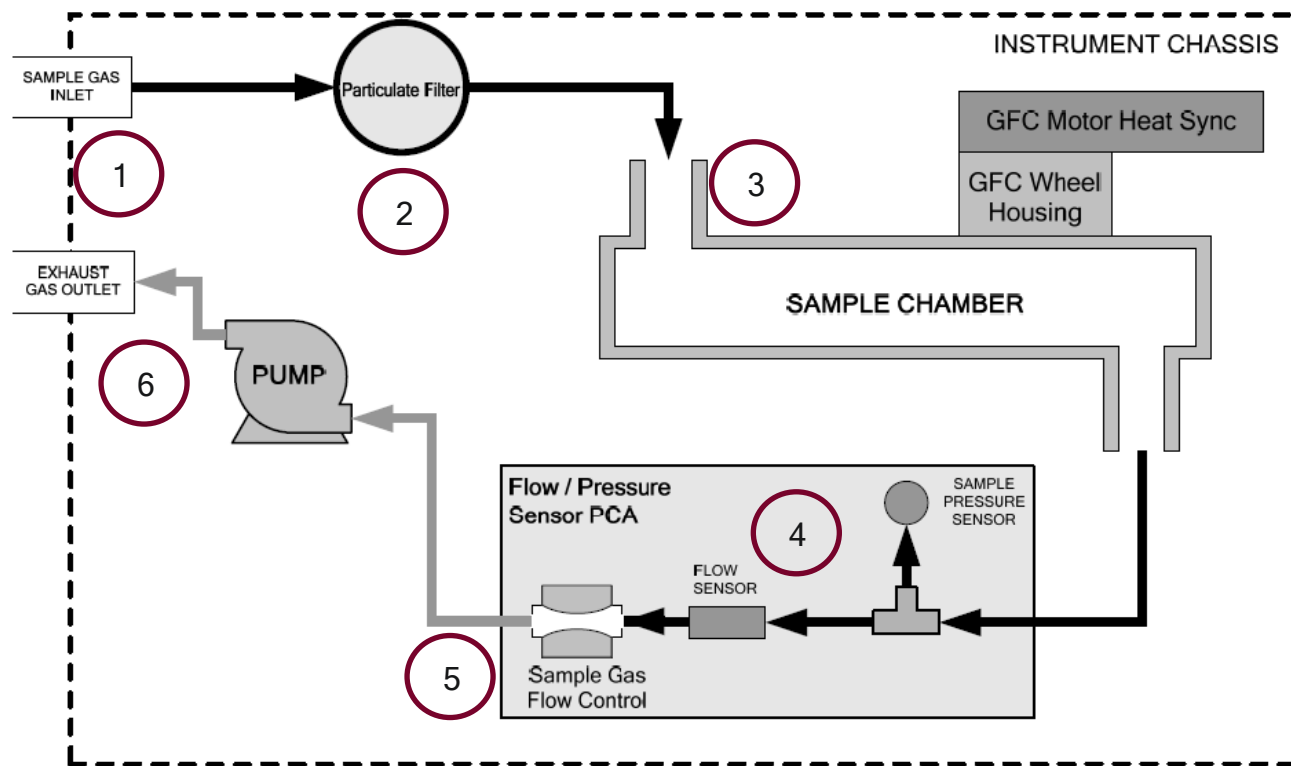 INSTRUMENT CHASSIS
SAMPLE GAS
INLET
Particulate Filter
GFC Motor Heat Sync
1
2
3
GFC Wheel
Housing
EXHAUST
GAS OUTLET
SAMPLE CHAMBER
PUMP
6
Flow / Pressure
Sensor PCA
4
SAMPLE
PRESSURE
SENSOR
FLOW
SENSOR
5
Sample Gas
Flow Control